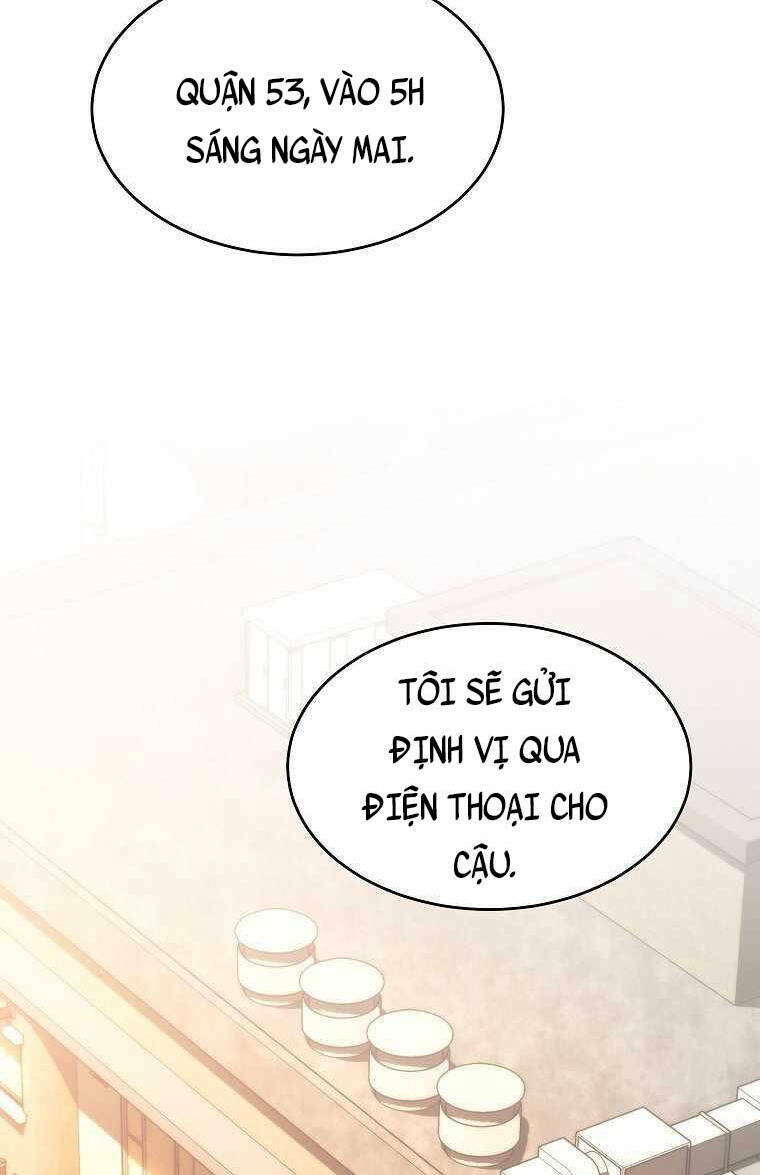 QUẬN 53, VÀO 5H
SÁNG NGÀY MAI.
TÔI SẼ GỬI
ĐỊNH VỊ QUA
ĐIỆN THOẠI CHO
CẬU.